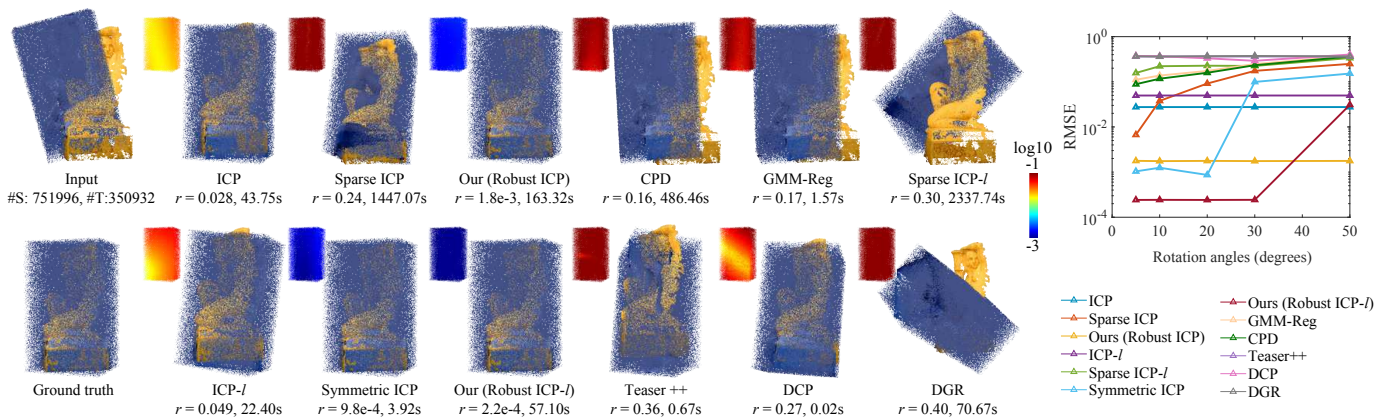 Input
#S: 751996, #T:350932
ICP
r = 0.028, 43.75s
Sparse ICP
r = 0.24, 1447.07s
Our (Robust ICP)
r = 1.8e-3, 163.32s
CPD
r = 0.16, 486.46s
GMM-Reg
r = 0.17, 1.57s
Sparse ICP-l
r = 0.30, 2337.74s
Ground truth
ICP-l
r = 0.049, 22.40s
Symmetric ICP
r = 9.8e-4, 3.92s
Our (Robust ICP-l)
r = 2.2e-4, 57.10s
Teaser ++
r = 0.36, 0.67s
DCP
r = 0.27, 0.02s
DGR
r = 0.40, 70.67s
log10
-1
-3
RMSE
10^0
10^-2
10^-4
0 10 20 30 40 50
Rotation angles (degrees)
ICP
Sparse ICP
Ours (Robust ICP)
ICP-l
Sparse ICP-l
Symmetric ICP
Ours (Robust ICP-l)
GMM-Reg
CPD
Teaser++
DCP
DGR